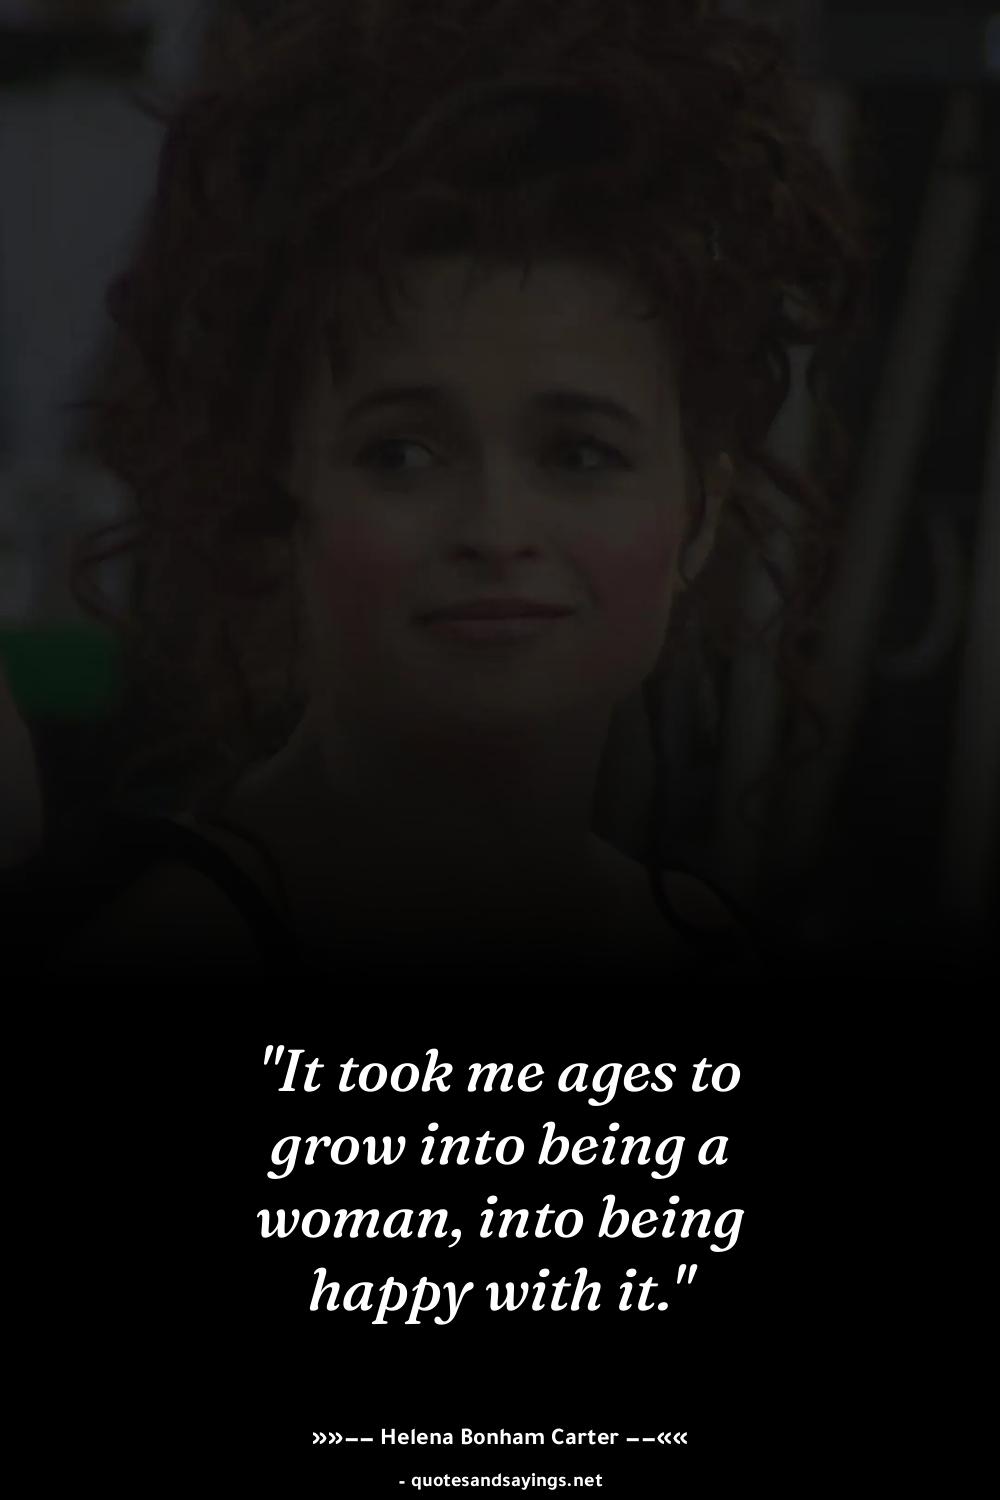 "It took me ages to
grow into being a
woman, into being
happy with it."
»»–– Helena Bonham Carter ––««
- quotesandsayings.net